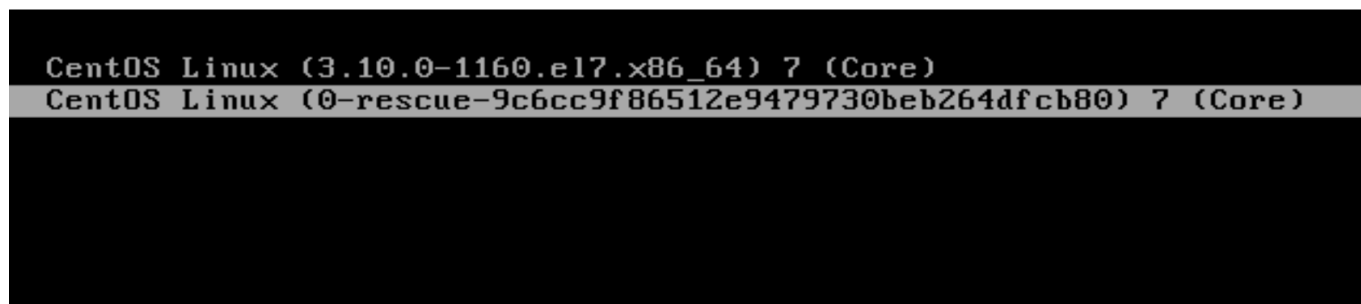 CentOS Linux (3.10.0-1160.el7.x86_64) 7 (Core)
CentOS Linux (0-rescue-9c6cc9f86512e9479730beb264dfcb80) 7 (Core)